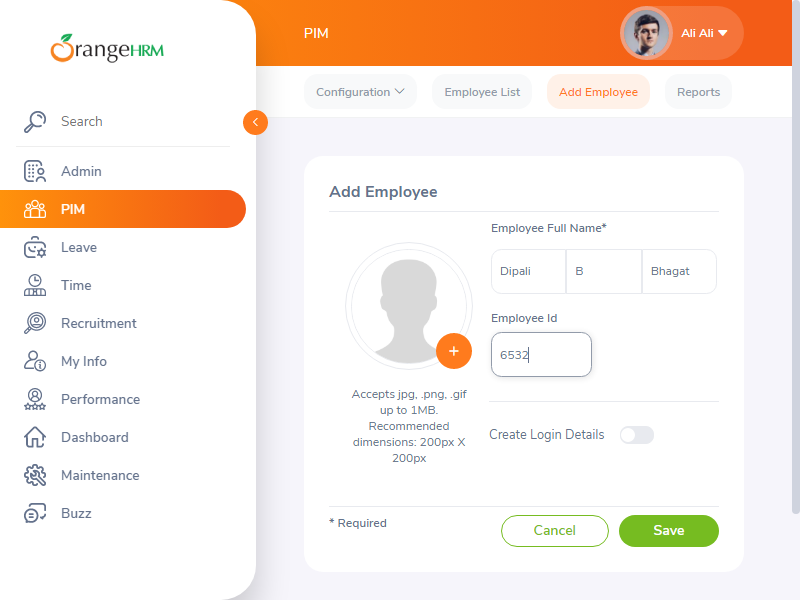 OrangeHRM
PIM
Ali Ali
Configuration
Employee List
Add Employee
Reports
Search
Admin
PIM
Leave
Time
Recruitment
My Info
Performance
Dashboard
Maintenance
Buzz
Add Employee
Employee Full Name*
Dipali
B
Bhagat
Employee Id
6532
+
Accepts jpg, .png, .gif
up to 1MB.
Recommended
dimensions: 200px X
200px
Create Login Details
* Required
Cancel
Save